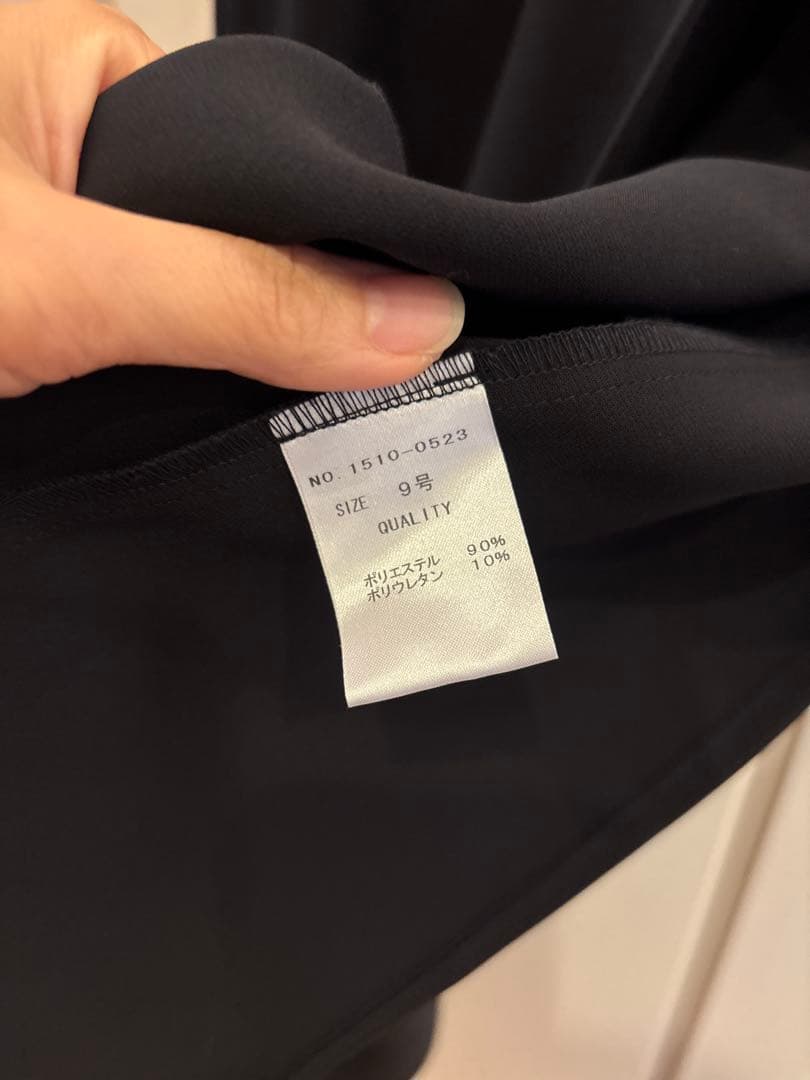 NO. 1510-0523
SIZE 9号
QUALITY
ポリエステル 90%
ポリウレタン 10%